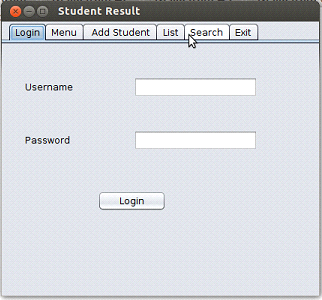 Student Result
Login Menu Add Student List Search Exit
Username
Password
Login